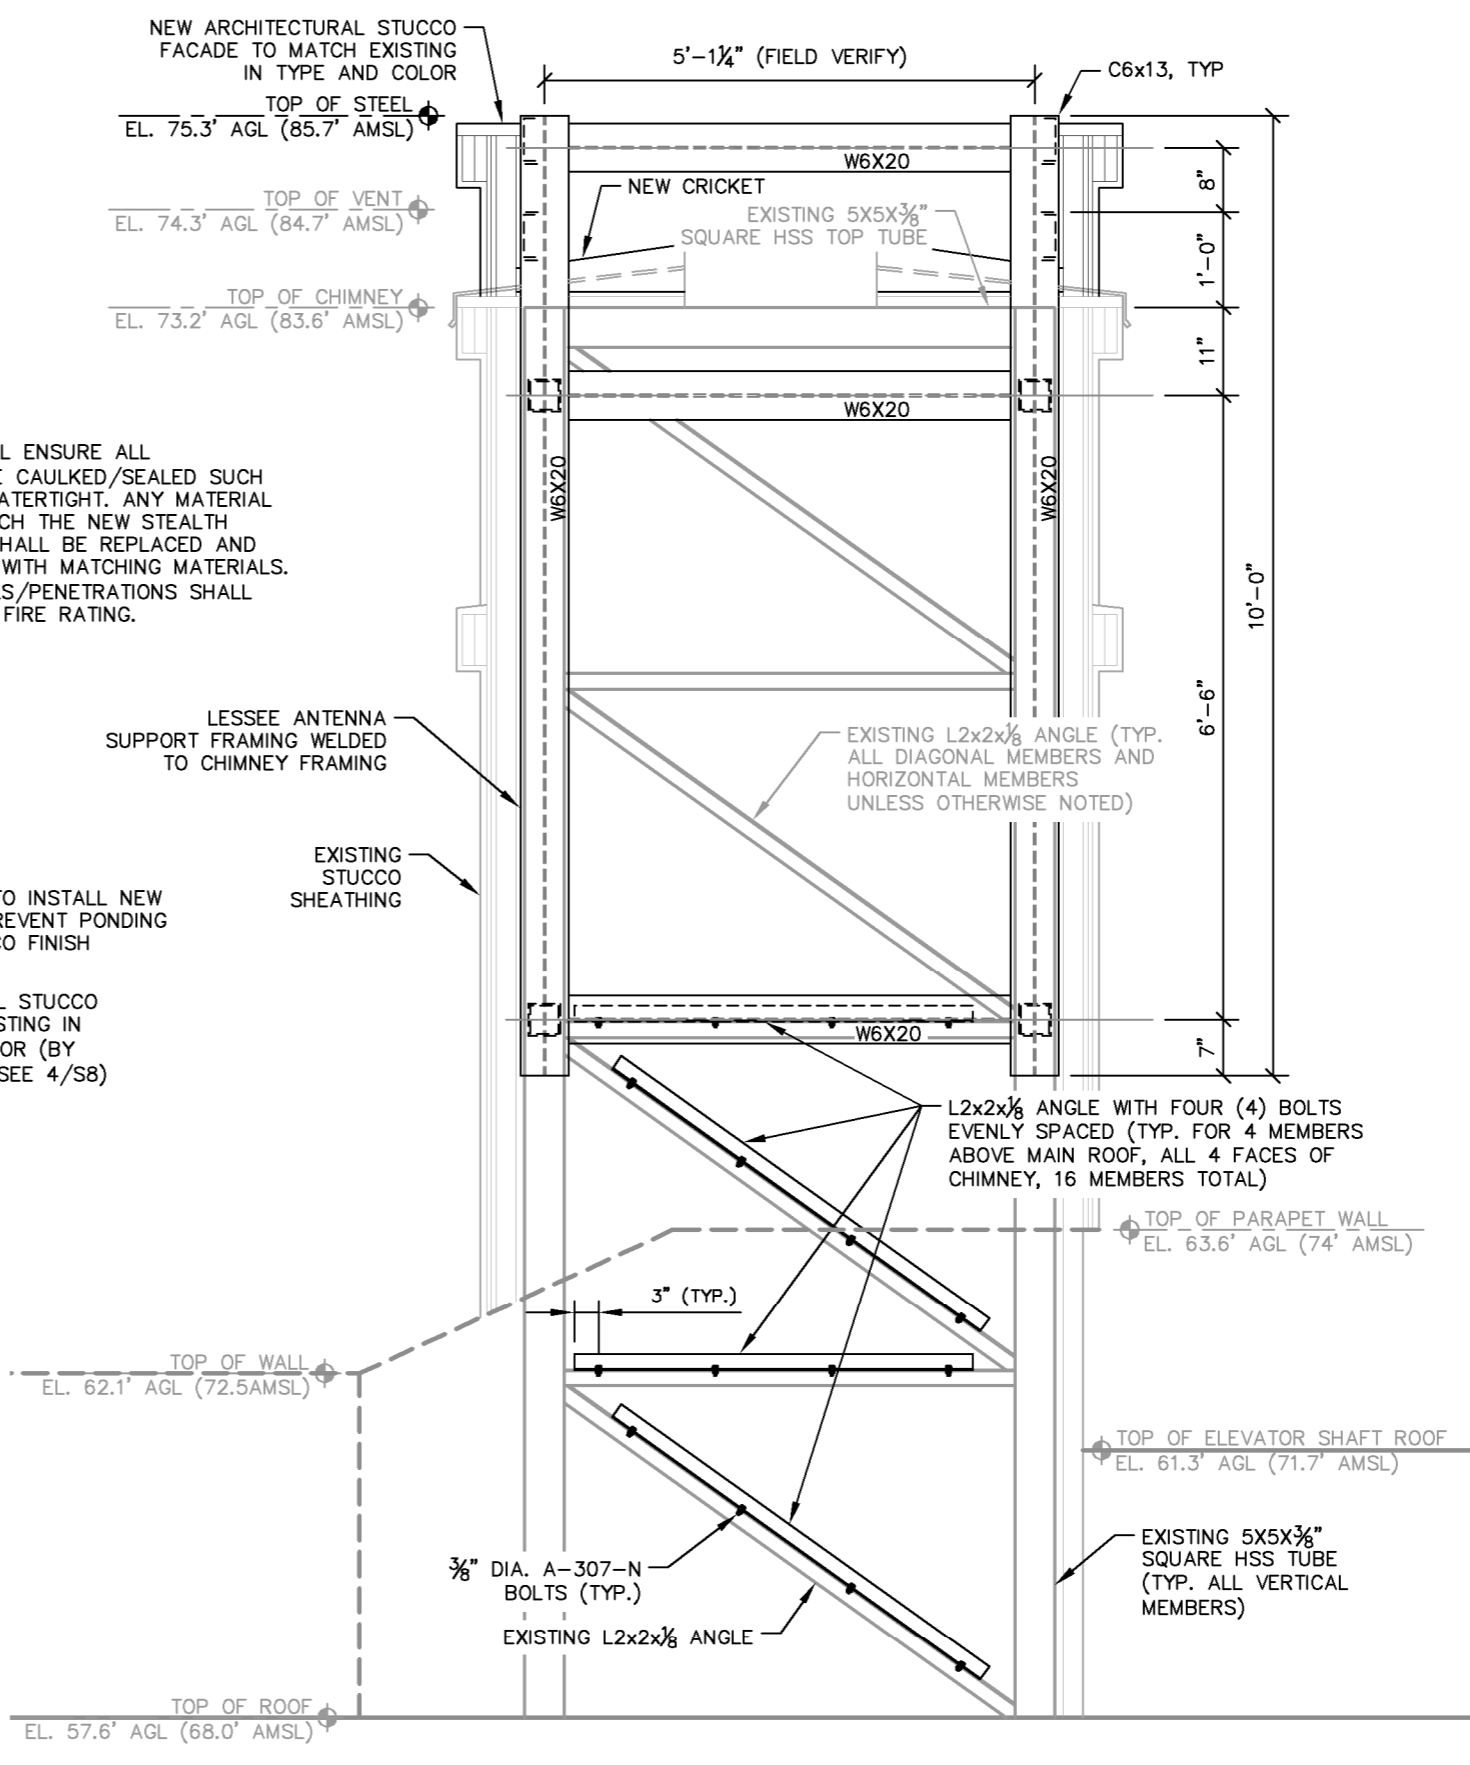 NEW ARCHITECTURAL STUCCO
FACADE TO MATCH EXISTING
IN TYPE AND COLOR
5'-1¼" (FIELD VERIFY)
C6x13, TYP
TOP OF STEEL
EL. 75.3' AGL (85.7' AMSL)
W6X20
8"
NEW CRICKET
TOP OF VENT
EL. 74.3' AGL (84.7' AMSL)
EXISTING 5X5X⅜"
SQUARE HSS TOP TUBE
1'-0"
TOP OF CHIMNEY
EL. 73.2' AGL (83.6' AMSL)
11"
W6X20
W6X20
W6X20
L ENSURE ALL
E CAULKED/SEALED SUCH
ATERTIGHT. ANY MATERIAL
CH THE NEW STEALTH
HALL BE REPLACED AND
WITH MATCHING MATERIALS.
LS/PENETRATIONS SHALL
FIRE RATING.
10'-0"
6'-6"
LESSEE ANTENNA
SUPPORT FRAMING WELDED
TO CHIMNEY FRAMING
EXISTING L2x2x⅛ ANGLE (TYP.
ALL DIAGONAL MEMBERS AND
HORIZONTAL MEMBERS
UNLESS OTHERWISE NOTED)
EXISTING
STUCCO
SHEATHING
TO INSTALL NEW
REVENT PONDING
CO FINISH
L STUCCO
STING IN
OR (BY
SEE 4/S8)
W6X20
7"
L2x2x⅛ ANGLE WITH FOUR (4) BOLTS
EVENLY SPACED (TYP. FOR 4 MEMBERS
ABOVE MAIN ROOF, ALL 4 FACES OF
CHIMNEY, 16 MEMBERS TOTAL)
TOP OF PARAPET WALL
EL. 63.6' AGL (74' AMSL)
3" (TYP.)
TOP OF WALL
EL. 62.1' AGL (72.5AMSL)
TOP OF ELEVATOR SHAFT ROOF
EL. 61.3' AGL (71.7' AMSL)
⅜" DIA. A-307-N
BOLTS (TYP.)
EXISTING L2x2x⅛ ANGLE
EXISTING 5X5X⅜"
SQUARE HSS TUBE
(TYP. ALL VERTICAL
MEMBERS)
TOP OF ROOF
EL. 57.6' AGL (68.0' AMSL)